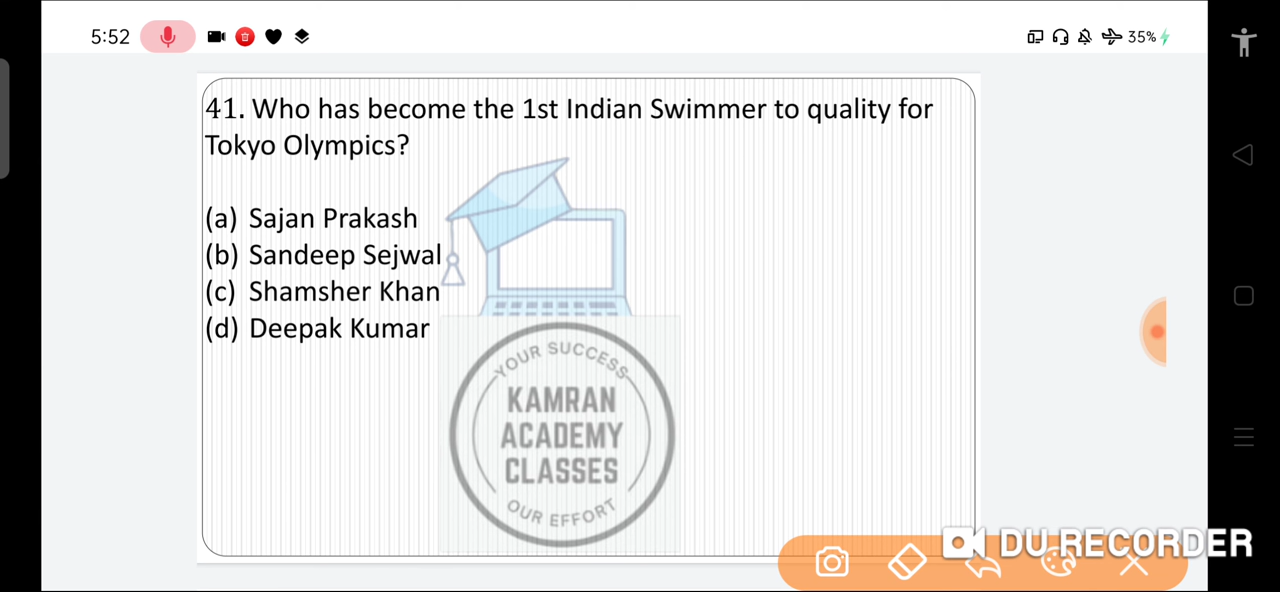 5:52
35%
41. Who has become the 1st Indian Swimmer to quality for
Tokyo Olympics?
(a) Sajan Prakash
(b) Sandeep Sejwal
(c) Shamsher Khan
(d) Deepak Kumar
YOUR SUCCESS
KAMRAN
ACADEMY
CLASSES
OUR EFFORT
DU RECORDER